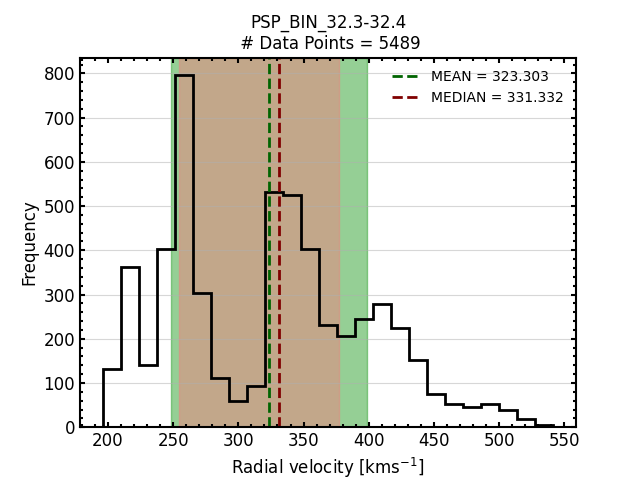 PSP_BIN_32.3-32.4
# Data Points = 5489
MEAN = 323.303
MEDIAN = 331.332
800
700
600
500
400
300
200
100
0
Frequency
200 250 300 350 400 450 500 550
Radial velocity [kms⁻¹]